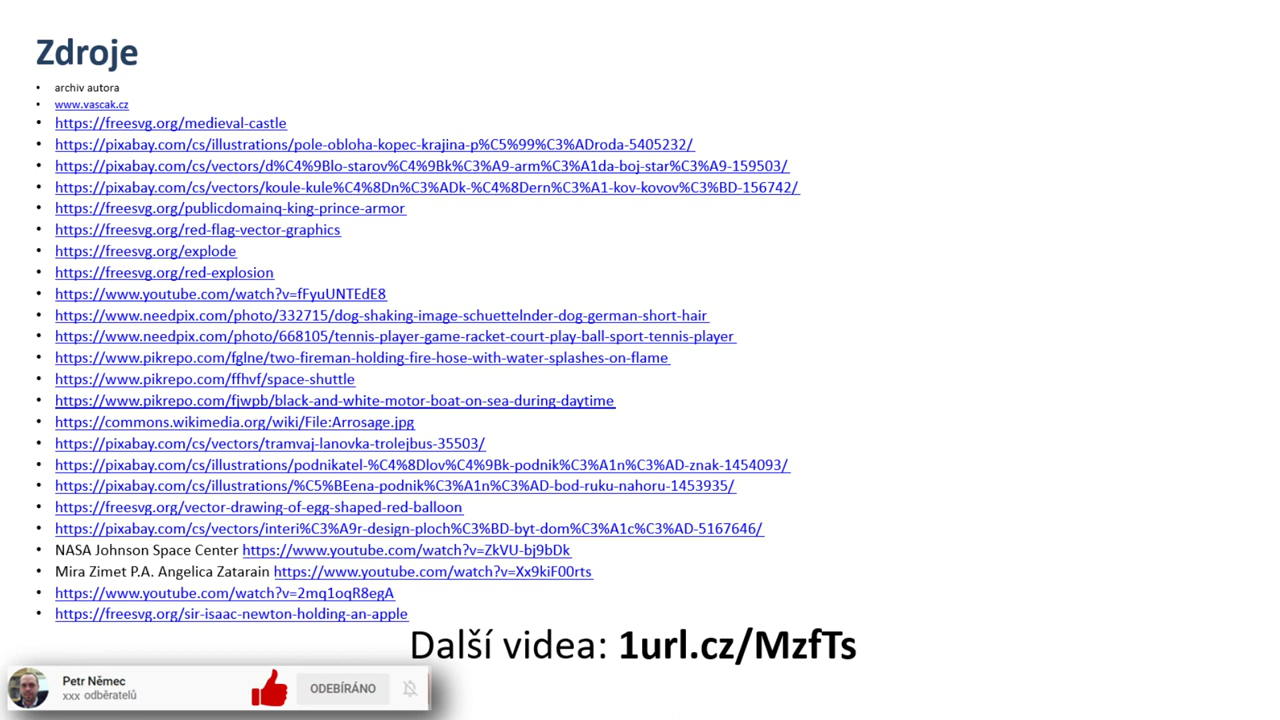 Zdroje
archiv autora
www.vascak.cz
https://freesvg.org/medieval-castle
https://pixabay.com/cs/illustrations/pole-obloha-kopec-krajina-p%C5%99%C3%ADroda-5405232/
https://pixabay.com/cs/vectors/d%C4%9Blo-starov%C4%9Bk%C3%A9-arm%C3%A1da-boj-star%C3%A9-159503/
https://pixabay.com/cs/vectors/koule-kule%C4%8Dn%C3%ADk-%C4%8Dern%C3%A1-kov-kovov%C3%BD-156742/
https://freesvg.org/publicdomainq-king-prince-armor
https://freesvg.org/red-flag-vector-graphics
https://freesvg.org/explode
https://freesvg.org/red-explosion
https://www.youtube.com/watch?v=fFyuUNTEdE8
https://www.needpix.com/photo/332715/dog-shaking-image-schuettelnder-dog-german-short-hair
https://www.needpix.com/photo/668105/tennis-player-game-racket-court-play-ball-sport-tennis-player
https://www.pikrepo.com/fglne/two-fireman-holding-fire-hose-with-water-splashes-on-flame
https://www.pikrepo.com/ffhvf/space-shuttle
https://www.pikrepo.com/fjwpb/black-and-white-motor-boat-on-sea-during-daytime
https://commons.wikimedia.org/wiki/File:Arrosage.jpg
https://pixabay.com/cs/vectors/tramvaj-lanovka-trolejbus-35503/
https://pixabay.com/cs/illustrations/podnikatel-%C4%8Dlov%C4%9Bk-podnik%C3%A1n%C3%AD-znak-1454093/
https://pixabay.com/cs/illustrations/%C5%BEena-podnik%C3%A1n%C3%AD-bod-ruku-nahoru-1453935/
https://freesvg.org/vector-drawing-of-egg-shaped-red-balloon
https://pixabay.com/cs/vectors/interi%C3%A9r-design-ploch%C3%BD-byt-dom%C3%A1c%C3%AD-5167646/
NASA Johnson Space Center https://www.youtube.com/watch?v=ZkVU-bj9bDk
Mira Zimet P.A. Angelica Zatarain https://www.youtube.com/watch?v=Xx9kiF00rts
https://www.youtube.com/watch?v=2mq1oqR8egA
https://freesvg.org/sir-isaac-newton-holding-an-apple
Další videa: 1url.cz/MzfTs
Petr Němec
xxx odběratelů
ODEBÍRÁNO